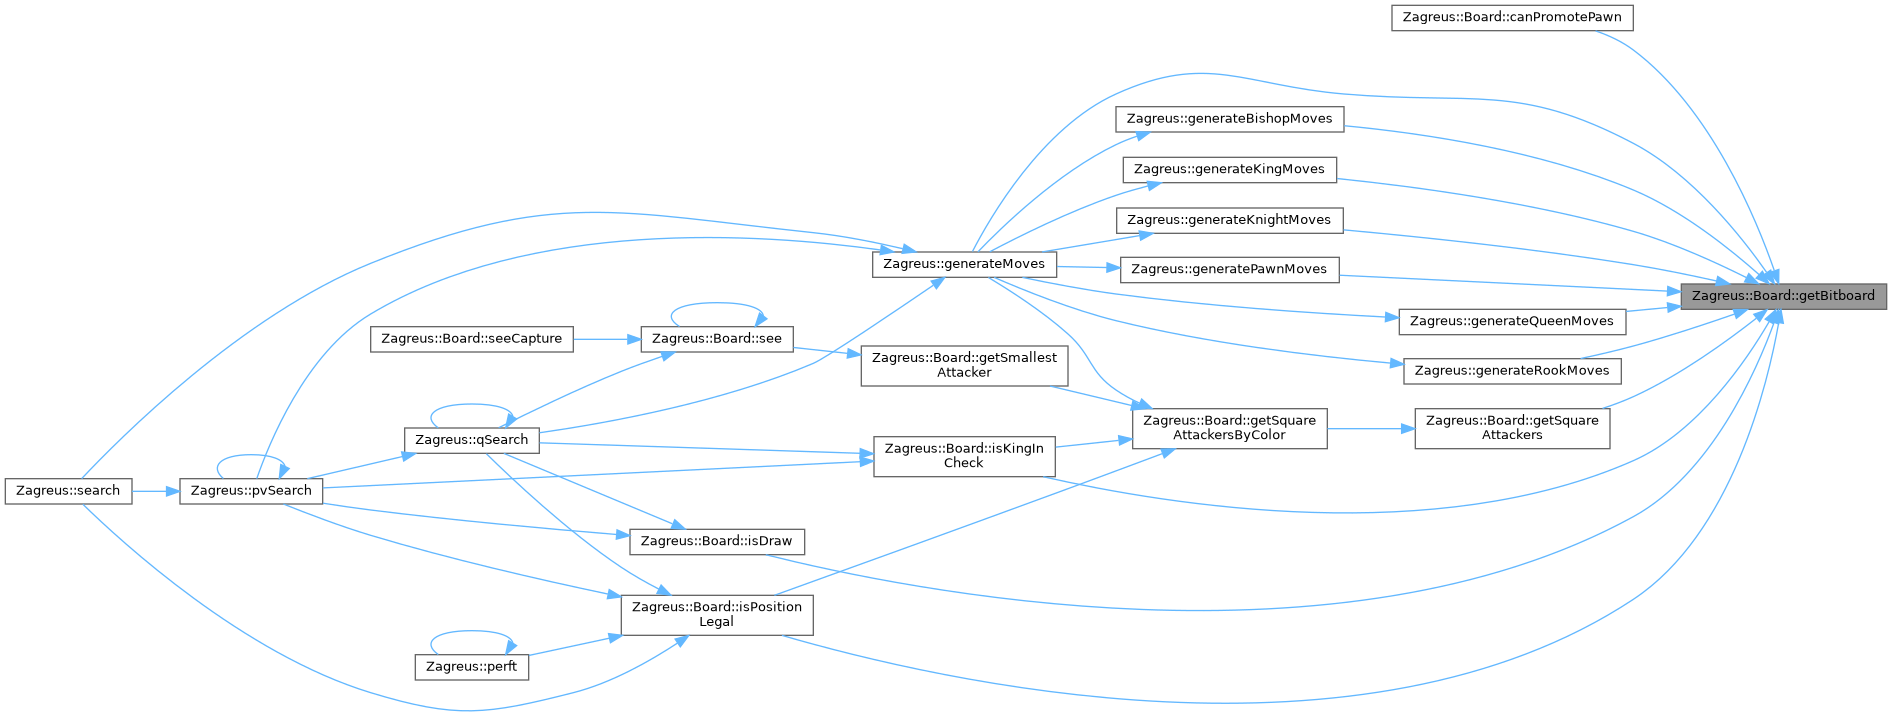 Zagreus::Board::canPromotePawn
Zagreus::generateBishopMoves
Zagreus::generateKingMoves
Zagreus::generateKnightMoves
Zagreus::generateMoves
Zagreus::generatePawnMoves
Zagreus::Board::getBitboard
Zagreus::generateQueenMoves
Zagreus::Board::seeCapture
Zagreus::Board::see
Zagreus::Board::getSmallest
Attacker
Zagreus::generateRookMoves
Zagreus::Board::getSquare
AttackersByColor
Zagreus::Board::getSquare
Attackers
Zagreus::qSearch
Zagreus::Board::isKingIn
Check
Zagreus::search
Zagreus::pvSearch
Zagreus::Board::isDraw
Zagreus::Board::isPosition
Legal
Zagreus::perft